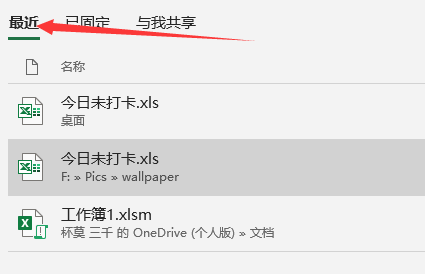 最近 已固定 与我共享
名称
今日未打卡.xls
桌面
今日未打卡.xls
F: » Pics » wallpaper
工作簿1.xlsm
杯莫 三千 的 OneDrive (个人版) » 文档